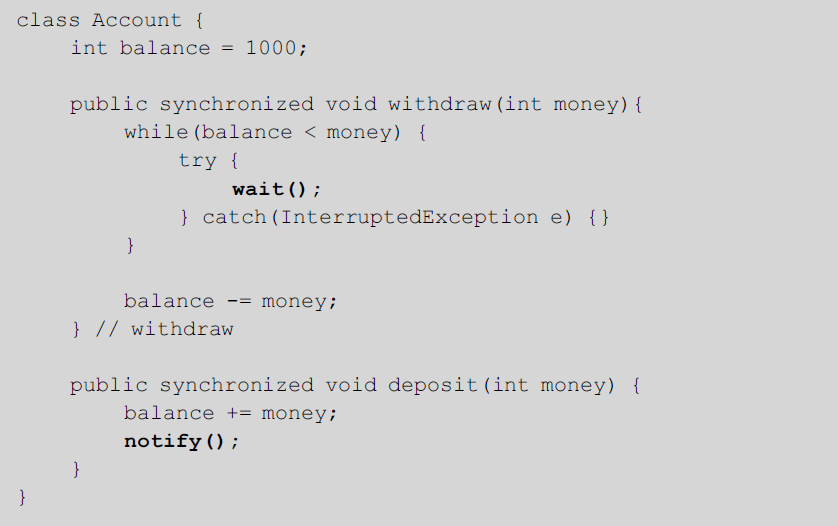 class Account {
    int balance = 1000;

    public synchronized void withdraw(int money){
        while(balance < money) {
            try {
                wait();
            } catch(InterruptedException e) {}
        }

        balance -= money;
    } // withdraw

    public synchronized void deposit(int money) {
        balance += money;
        notify();
    }
}